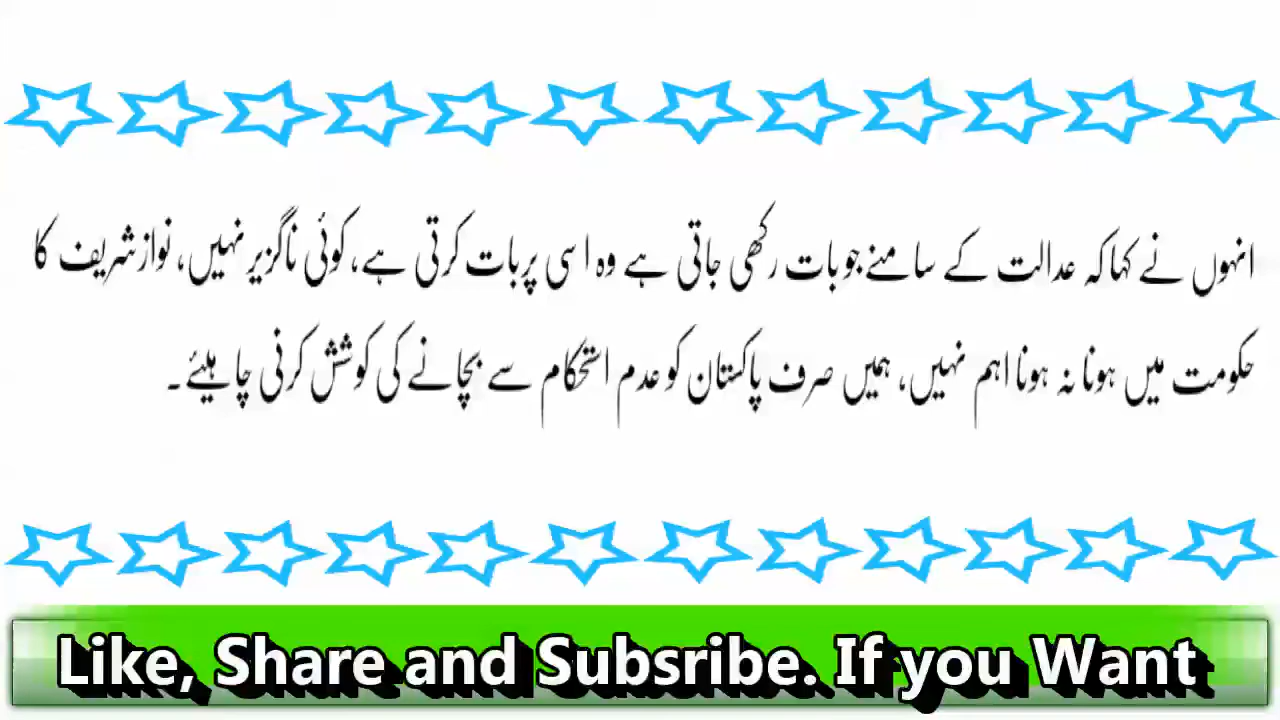 انہوں نے کہا کہ عدالت کے سامنے جو بات رکھی جاتی ہے وہ اسی پر بات کرتی ہے، کوئی ناگزیر نہیں، نواز شریف کا
حکومت میں ہونا نہ ہونا اہم نہیں، ہمیں صرف پاکستان کو عدم استحکام سے بچانے کی کوشش کرنی چاہیئے۔
Like, Share and Subsribe. If you Want